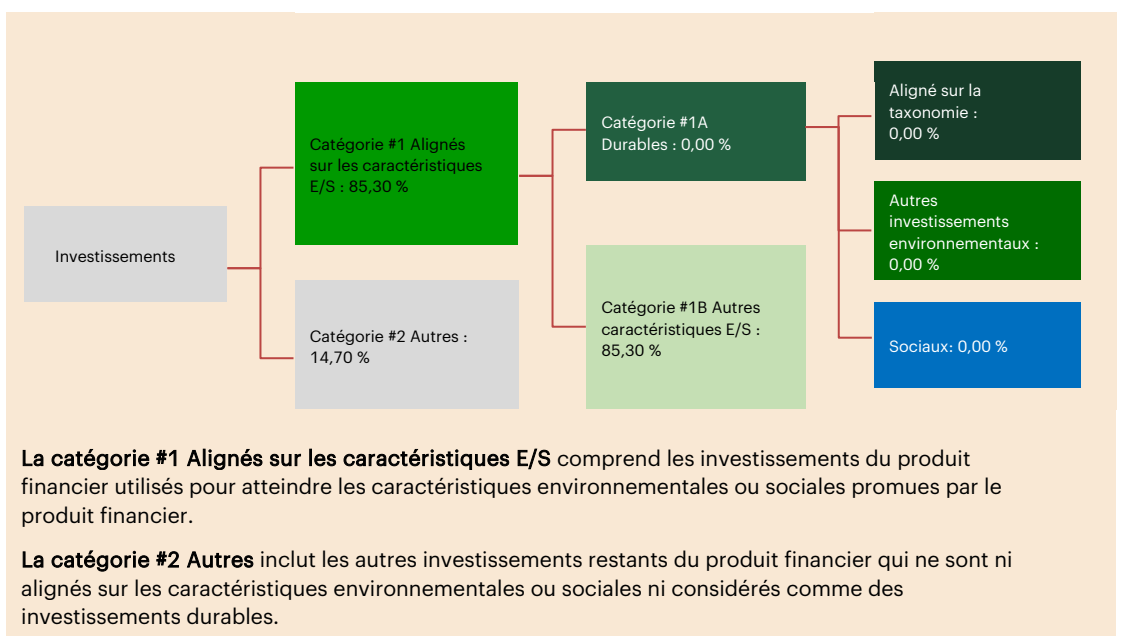 Investissements
Catégorie #1 Alignés
sur les caractéristiques
E/S : 85,30 %
Catégorie #2 Autres :
14,70 %
Catégorie #1A
Durables : 0,00 %
Catégorie #1B Autres
caractéristiques E/S :
85,30 %
Aligné sur la
taxonomie :
0,00 %
Autres
investissements
environnementaux :
0,00 %
Sociaux: 0,00 %
La catégorie #1 Alignés sur les caractéristiques E/S comprend les investissements du produit
financier utilisés pour atteindre les caractéristiques environnementales ou sociales promues par le
produit financier.
La catégorie #2 Autres inclut les autres investissements restants du produit financier qui ne sont ni
alignés sur les caractéristiques environnementales ou sociales ni considérés comme des
investissements durables.